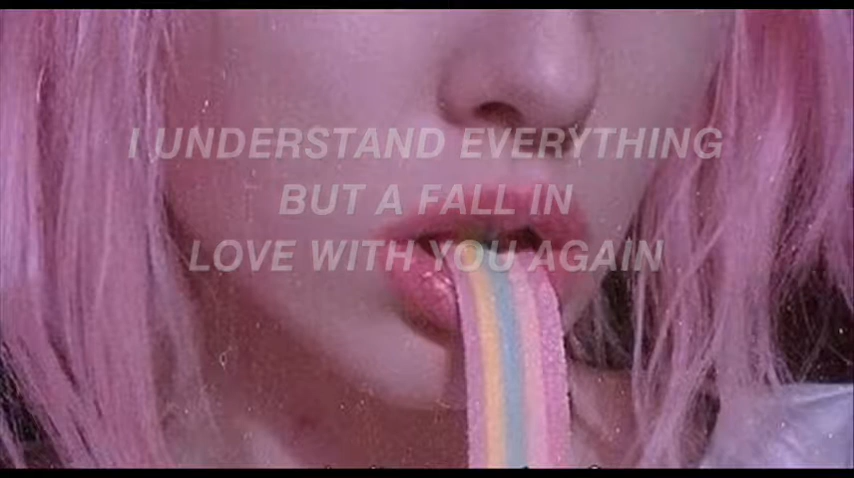 I UNDERSTAND EVERYTHING
BUT A FALL IN
LOVE WITH YOU AGAIN